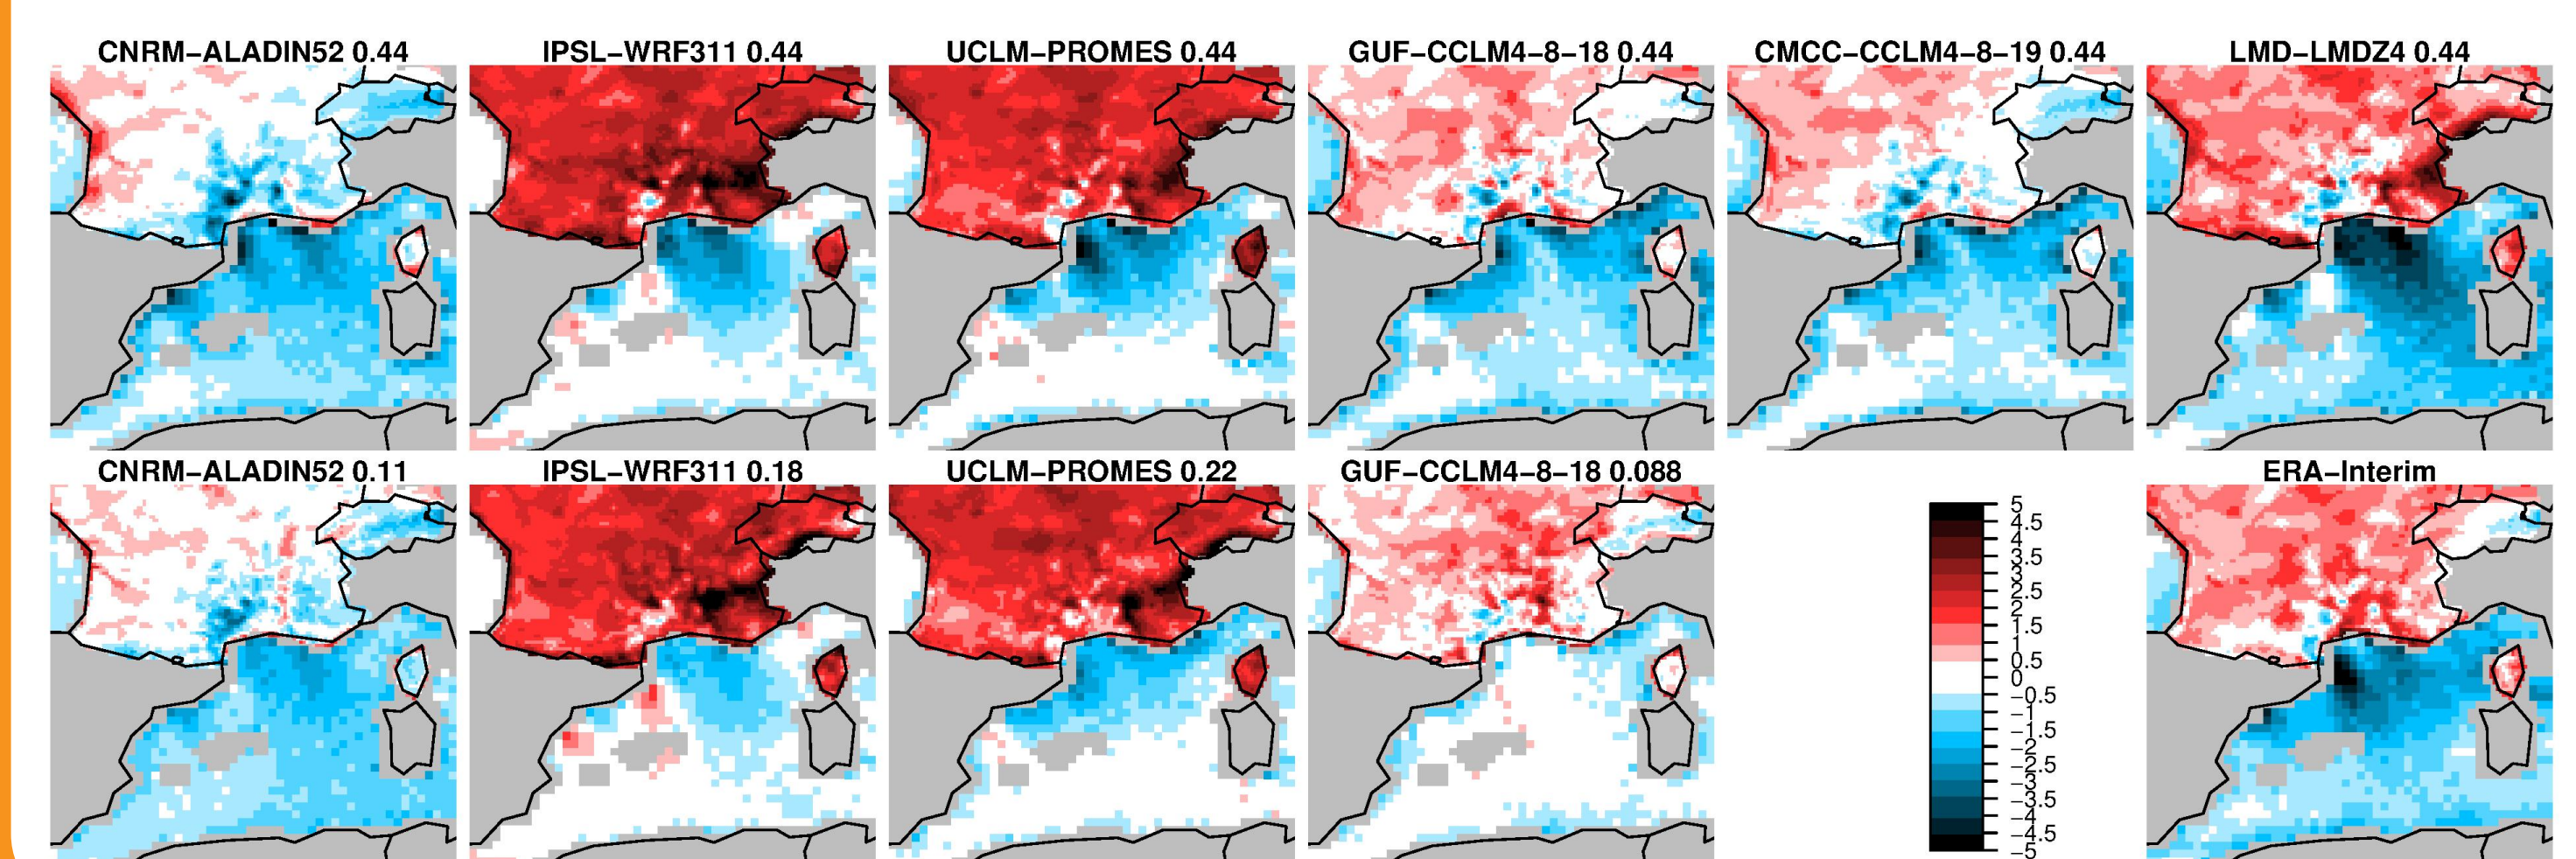 CNRM−ALADIN52 0.44
IPSL−WRF311 0.44
UCLM−PROMES 0.44
GUF−CCLM4−8−18 0.44
CMCC−CCLM4−8−19 0.44
LMD−LMDZ4 0.44
CNRM−ALADIN52 0.11
IPSL−WRF311 0.18
UCLM−PROMES 0.22
GUF−CCLM4−8−18 0.088
ERA−Interim
5
4.5
4
3.5
3
2.5
2
1.5
1
0.5
0
−0.5
−1
−1.5
−2
−2.5
−3
−3.5
−4
−4.5
−5